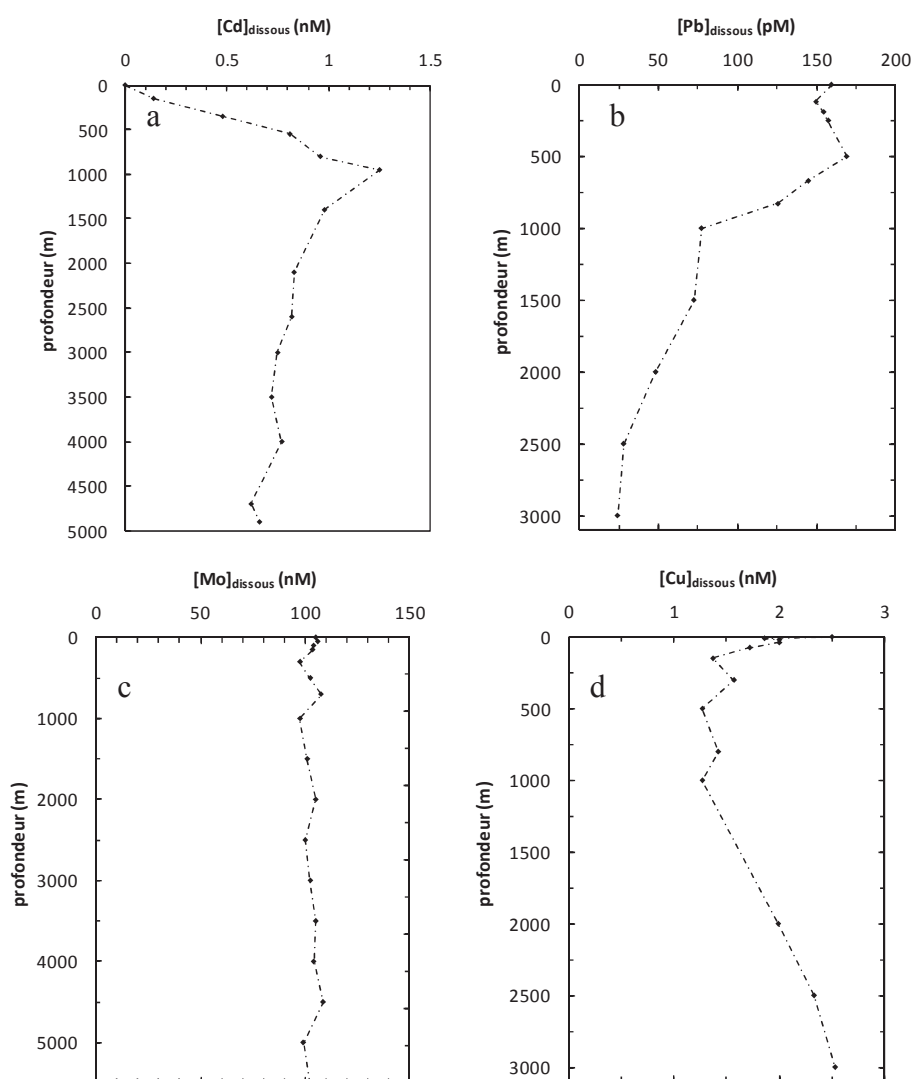 [Cd]dissous (nM)
0 0.5 1 1.5
0
500
1000
1500
2000
2500
3000
3500
4000
4500
5000
profondeur (m)
a
[Pb]dissous (pM)
0 50 100 150 200
0
500
1000
1500
2000
2500
3000
profondeur (m)
b
[Mo]dissous (nM)
0 50 100 150
0
1000
2000
3000
4000
5000
profondeur (m)
c
[Cu]dissous (nM)
0 1 2 3
0
500
1000
1500
2000
2500
3000
profondeur (m)
d